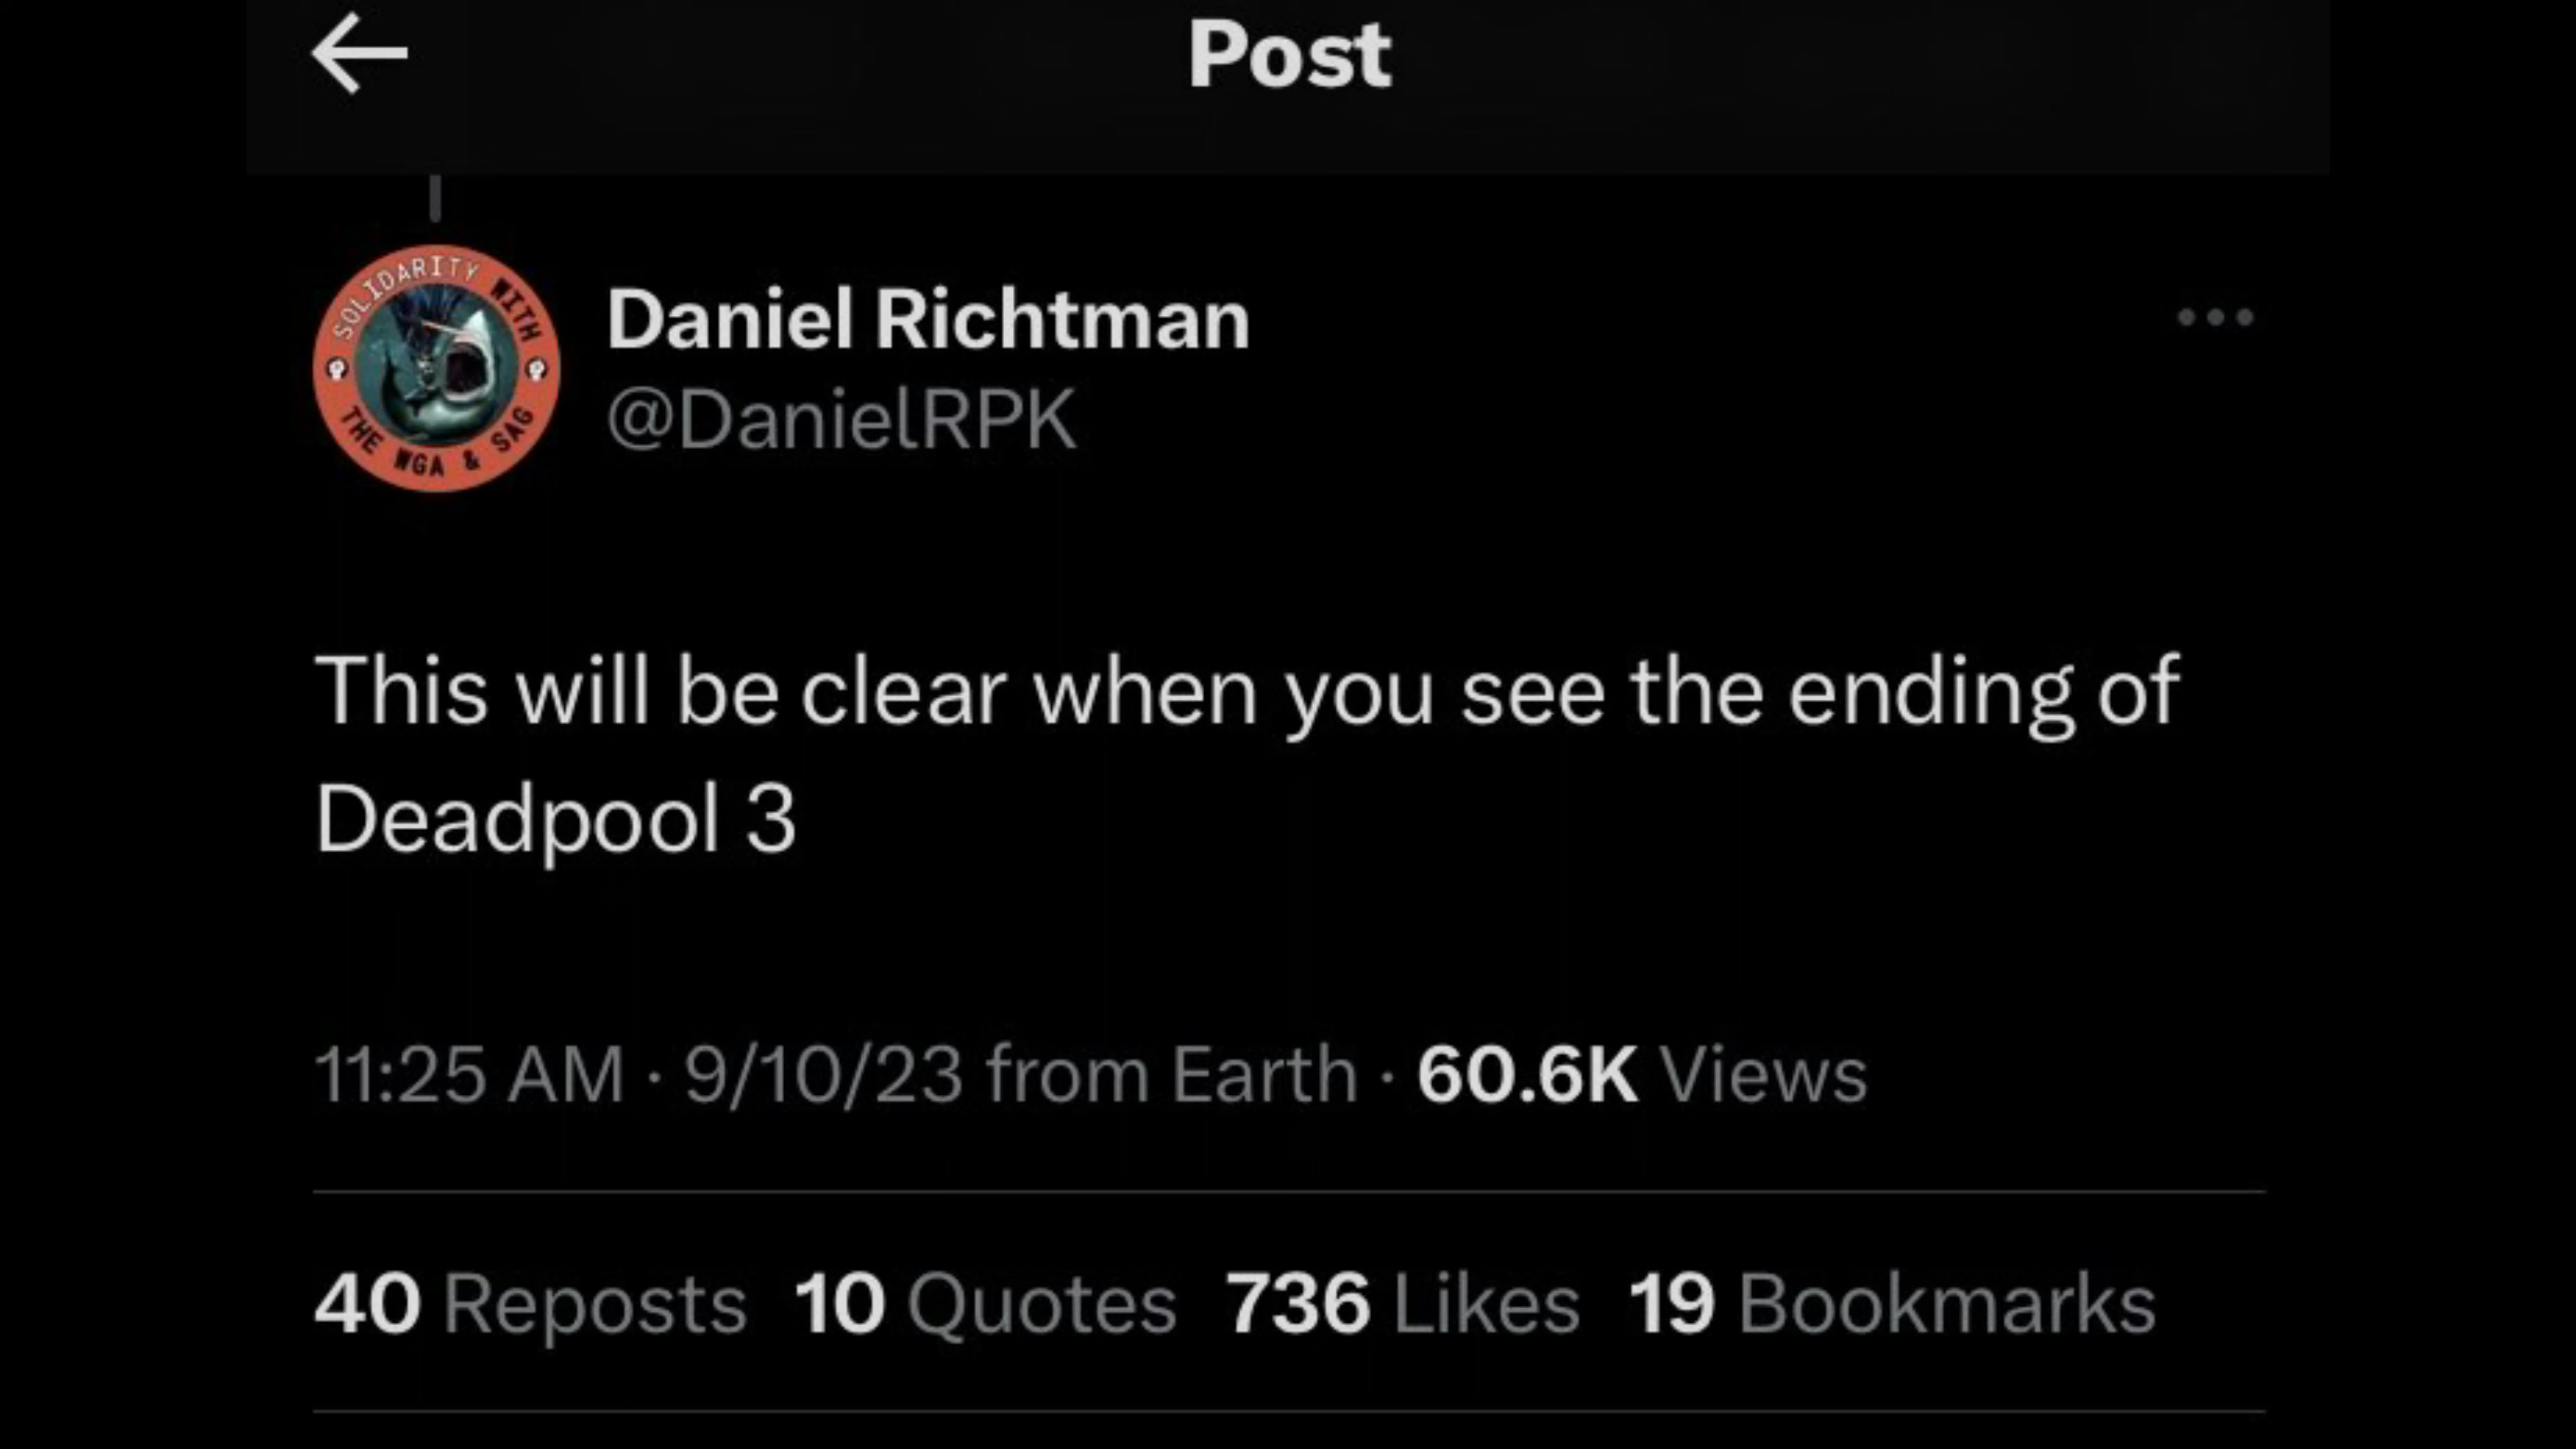 Post
SOLIDARITY WITH
THE WGA & SAG
Daniel Richtman
@DanielRPK
This will be clear when you see the ending of
Deadpool 3
11:25 AM · 9/10/23 from Earth · 60.6K Views
40 Reposts 10 Quotes 736 Likes 19 Bookmarks